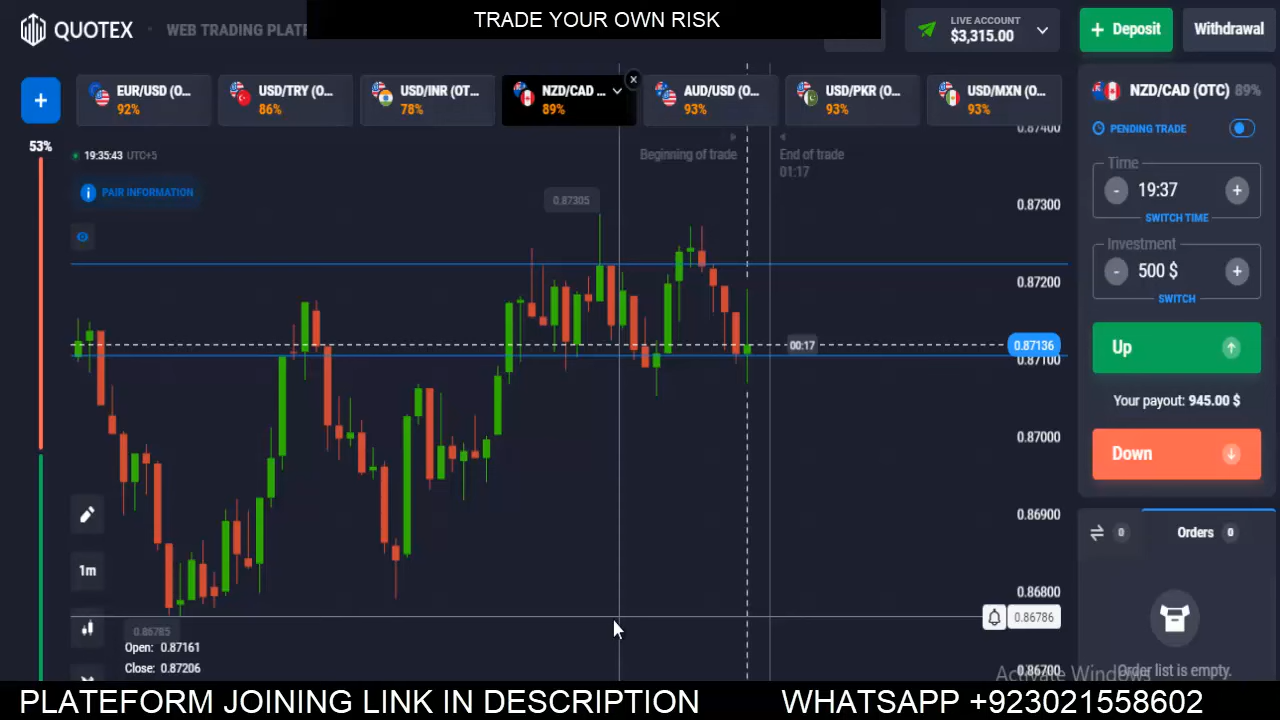 TRADE YOUR OWN RISK
QUOTEX
WEB TRADING PLATF
LIVE ACCOUNT
$3,315.00
+ Deposit
Withdrawal
+
EUR/USD (O...
92%
USD/TRY (O...
86%
USD/INR (OT...
78%
NZD/CAD ...
89%
AUD/USD (O...
93%
USD/PKR (O...
93%
USD/MXN (O...
93%
NZD/CAD (OTC) 89%
53%
19:35:43 UTC+5
PAIR INFORMATION
Beginning of trade
End of trade
01:17
0.87400
0.87305
0.87300
0.87200
00:17
0.87136
0.87100
0.87000
0.86900
0.86800
0.86786
0.86700
0.86785
1m
Open: 0.87161
Close: 0.87206
PENDING TRADE
Time
- 19:37 +
SWITCH TIME
Investment
- 500 $ +
SWITCH
Up
Your payout: 945.00 $
Down
0
Orders 0
Order list is empty.
Activate Windows
PLATEFORM JOINING LINK IN DESCRIPTION
WHATSAPP +923021558602